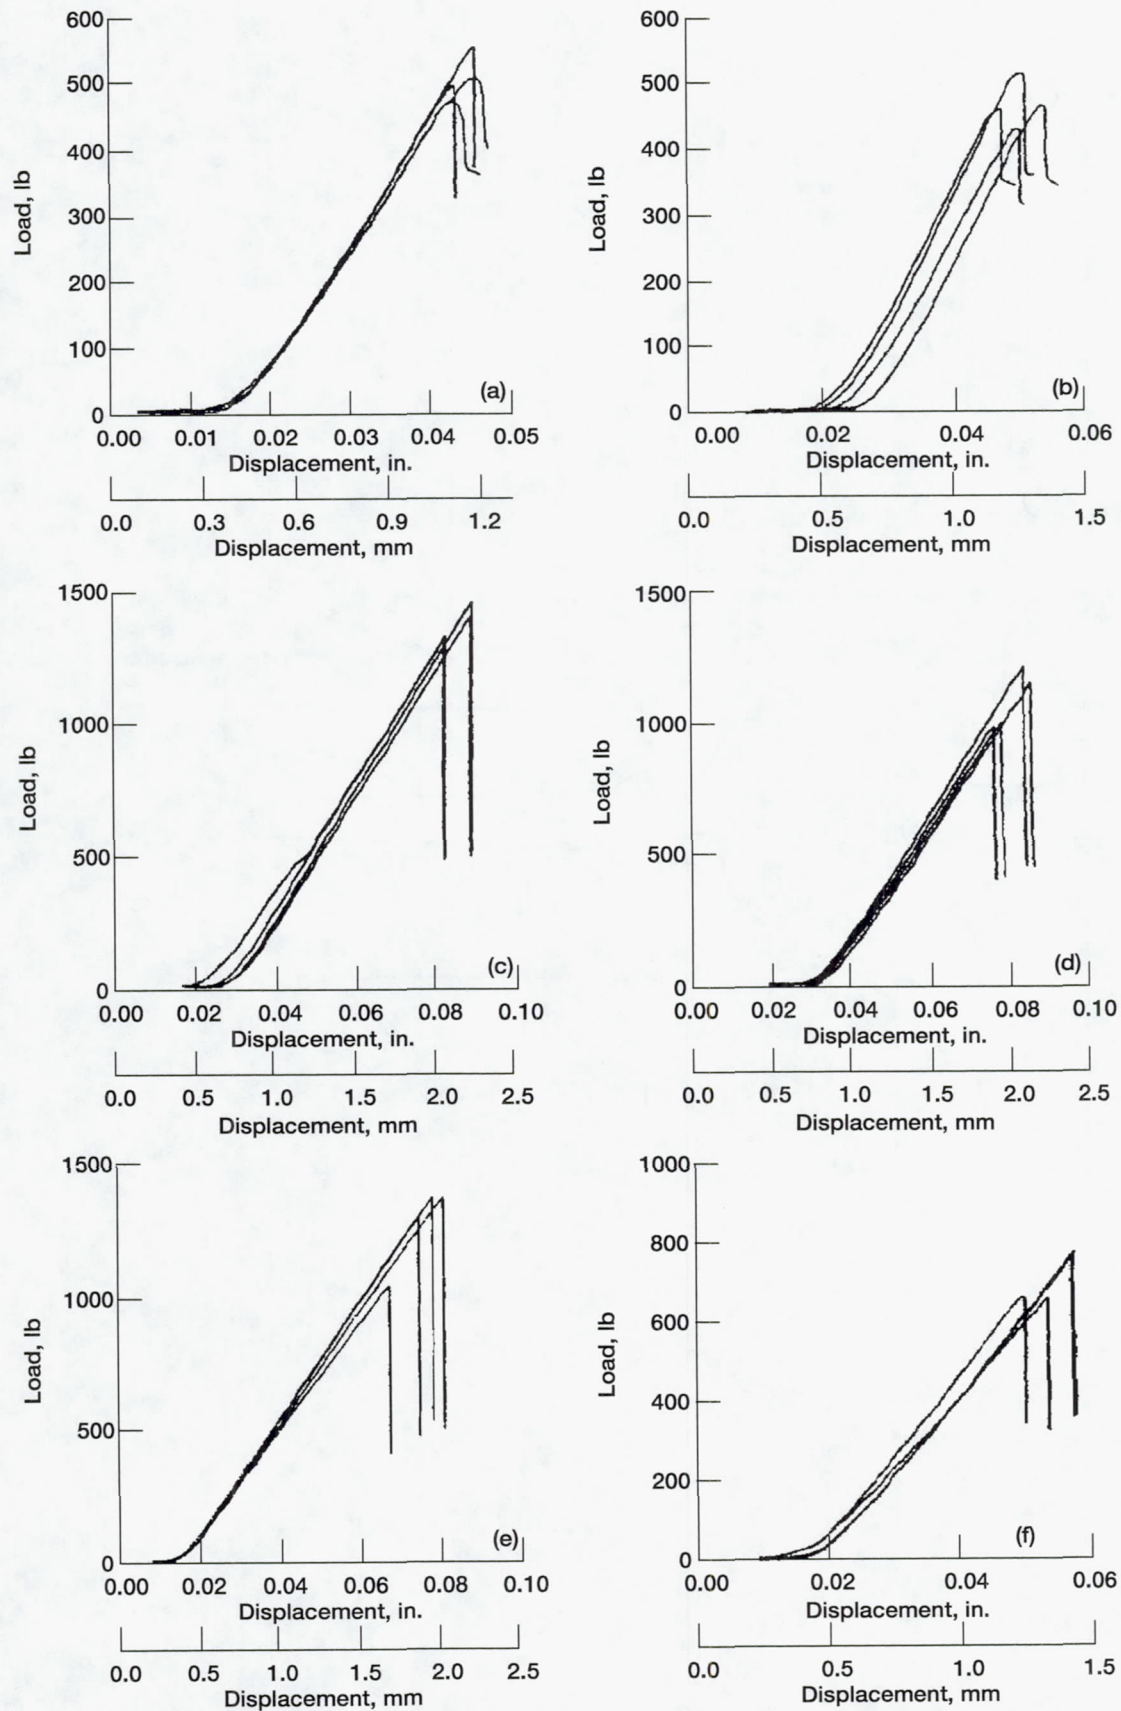 600
500
400
300
200
100
0
Load, lb
(a)
0.00 0.01 0.02 0.03 0.04 0.05
Displacement, in.
0.0 0.3 0.6 0.9 1.2
Displacement, mm
600
500
400
300
200
100
0
Load, lb
(b)
0.00 0.02 0.04 0.06
Displacement, in.
0.0 0.5 1.0 1.5
Displacement, mm
1500
1000
500
0
Load, lb
(c)
0.00 0.02 0.04 0.06 0.08 0.10
Displacement, in.
0.0 0.5 1.0 1.5 2.0 2.5
Displacement, mm
1500
1000
500
0
Load, lb
(d)
0.00 0.02 0.04 0.06 0.08 0.10
Displacement, in.
0.0 0.5 1.0 1.5 2.0 2.5
Displacement, mm
1500
1000
500
0
Load, lb
(e)
0.00 0.02 0.04 0.06 0.08 0.10
Displacement, in.
0.0 0.5 1.0 1.5 2.0 2.5
Displacement, mm
1000
800
600
400
200
0
Load, lb
(f)
0.00 0.02 0.04 0.06
Displacement, in.
0.0 0.5 1.0 1.5
Displacement, mm